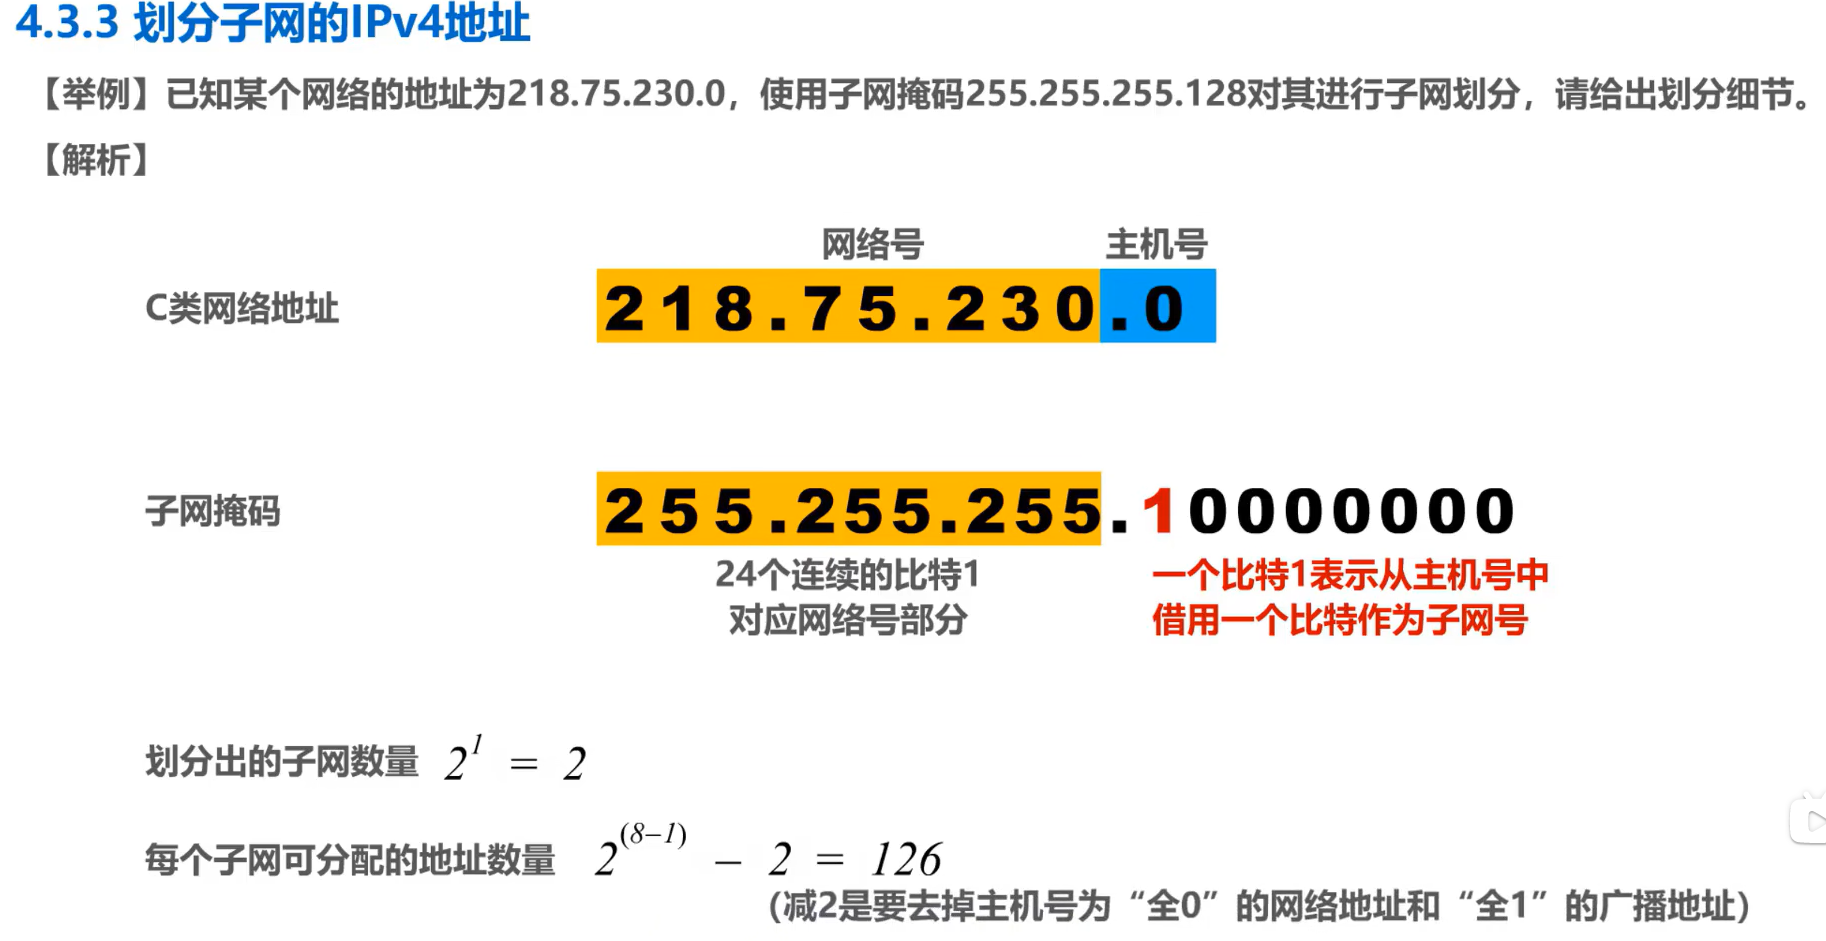 4.3.3 划分子网的IPv4地址
【举例】已知某个网络的地址为218.75.230.0，使用子网掩码255.255.255.128对其进行子网划分，请给出划分细节。
【解析】
网络号 主机号
C类网络地址 218.75.230.0
子网掩码 255.255.255.10000000
24个连续的比特1 一个比特1表示从主机号中
对应网络号部分 借用一个比特作为子网号
划分出的子网数量 2^1 = 2
每个子网可分配的地址数量 2^(8−1) − 2 = 126
（减2是要去掉主机号为“全0”的网络地址和“全1”的广播地址）